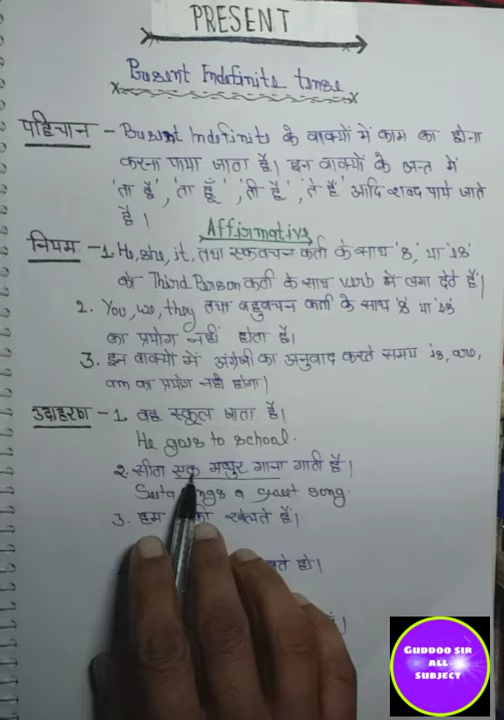 PRESENT
Present Indefinite tense
पहिचान - Present Indefinite के वाक्यों में काम का होना
करना पाया जाता है। इन वाक्यों के अन्त में
'ता है', 'ता हूँ', 'ती है', 'ते हैं' आदि शब्द पाये जाते
है।
Affirmative
नियम - 1. He, she, it, तथा एकवचन कर्ता के साथ 's', या 'es'
को Third Person कर्ता के साथ verb में लगा देते हैं।
2. You, we, they तथा बहुवचन कर्ता के साथ 's' या 'es'
का प्रयोग नहीं होता है।
3. इन वाक्यों में अंग्रेजी का अनुवाद करते समय is, are,
am का प्रयोग नही होगा।
उदाहरण - 1. वह स्कूल जाता है।
He goes to school.
2. सीता एक मधुर गाना गाती है।
a sweet song.
3. हम खेलते हैं।
हो।
GUDDOO SIR
ALL
SUBJECT